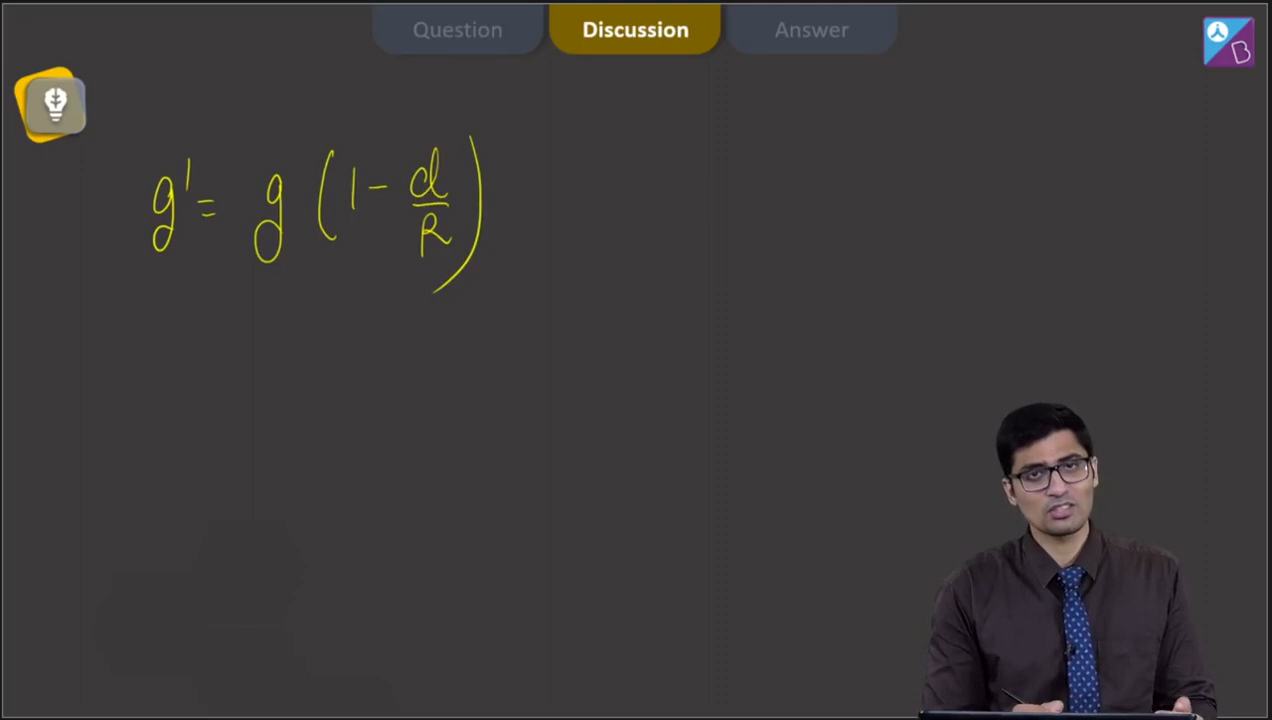 Question Discussion Answer
B
g' = g (1 - d/R)